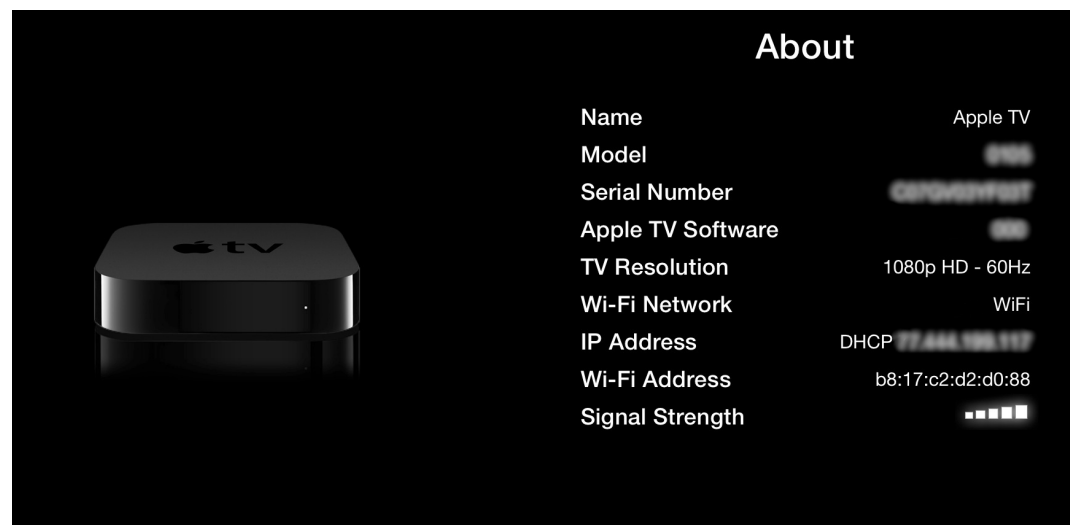 About
tv
Name Apple TV
Model
Serial Number
Apple TV Software
TV Resolution 1080p HD - 60Hz
Wi-Fi Network WiFi
IP Address DHCP
Wi-Fi Address b8:17:c2:d2:d0:88
Signal Strength